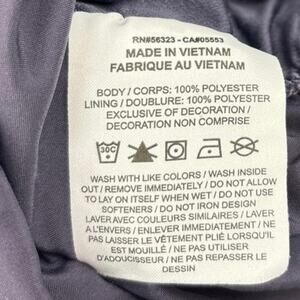 RN#56323 - CA#05553
MADE IN VIETNAM
FABRIQUE AU VIETNAM
BODY / CORPS: 100% POLYESTER
LINING / DOUBLURE: 100% POLYESTER
EXCLUSIVE OF DECORATION /
DECORATION NON COMPRISE
30C
WASH WITH LIKE COLORS / WASH INSIDE
OUT / REMOVE IMMEDIATELY / DO NOT ALLOW
TO LAY ON ITSELF WHEN WET / DO NOT USE
SOFTENERS / DO NOT IRON DESIGN
LAVER AVEC COULEURS SIMILAIRES / LAVER
A L'ENVERS / ENLEVER IMMEDIATEMENT / NE
PAS LAISSER LE VÊTEMENT PLIÉ LORSQU'IL
EST MOUILLÉ / NE PAS UTILISER
D'ADOUCISSEUR / NE PAS REPASSER LE
DESSIN